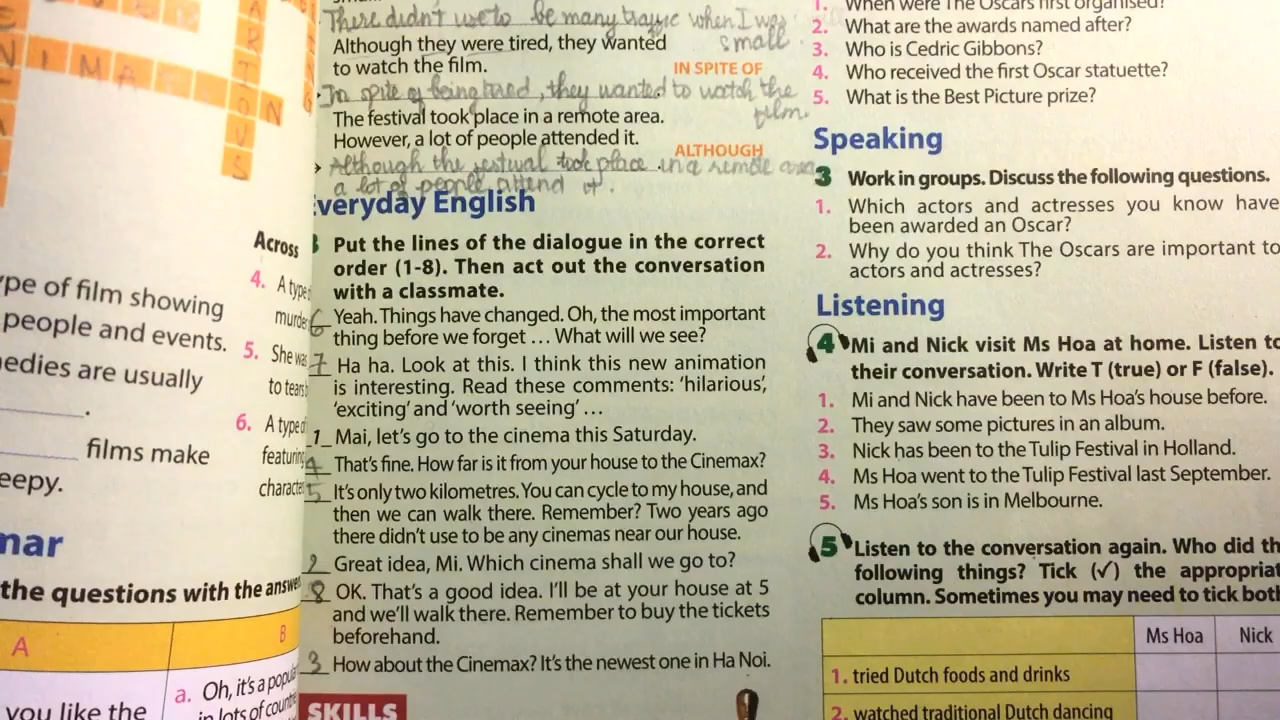 ype of film showing
people and events.
edies are usually
films make
eepy.
mar
the questions with the answe
A
B
you like the
a. Oh, it's a popula
in lots of count
Across
4. A type
murde
5. She was
to tears
6. A type of
featuring
charact
There didn't use to be many traffic when I was
small.
Although they were tired, they wanted
to watch the film.
IN SPITE OF
In spite of being tired, they wanted to watch the
film.
The festival took place in a remote area.
However, a lot of people attended it.
ALTHOUGH
Although the festival took place in a remote area
a lot of people attend it.
Everyday English
Put the lines of the dialogue in the correct
order (1-8). Then act out the conversation
with a classmate.
6 Yeah. Things have changed. Oh, the most important
thing before we forget ... What will we see?
7 Ha ha. Look at this. I think this new animation
is interesting. Read these comments: 'hilarious',
'exciting' and 'worth seeing' ...
1 Mai, let's go to the cinema this Saturday.
4 That's fine. How far is it from your house to the Cinemax?
5 It's only two kilometres. You can cycle to my house, and
then we can walk there. Remember? Two years ago
there didn't use to be any cinemas near our house.
2 Great idea, Mi. Which cinema shall we go to?
8 OK. That's a good idea. I'll be at your house at 5
and we'll walk there. Remember to buy the tickets
beforehand.
3 How about the Cinemax? It's the newest one in Ha Noi.
SKILLS
1. When were The Oscars first organised?
2. What are the awards named after?
3. Who is Cedric Gibbons?
4. Who received the first Oscar statuette?
5. What is the Best Picture prize?
Speaking
3 Work in groups. Discuss the following questions.
1. Which actors and actresses you know have
been awarded an Oscar?
2. Why do you think The Oscars are important to
actors and actresses?
Listening
4 Mi and Nick visit Ms Hoa at home. Listen to
their conversation. Write T (true) or F (false).
1. Mi and Nick have been to Ms Hoa's house before.
2. They saw some pictures in an album.
3. Nick has been to the Tulip Festival in Holland.
4. Ms Hoa went to the Tulip Festival last September.
5. Ms Hoa's son is in Melbourne.
5 Listen to the conversation again. Who did th
following things? Tick (✓) the appropriat
column. Sometimes you may need to tick both
Ms Hoa
Nick
1. tried Dutch foods and drinks
2. watched traditional Dutch dancing